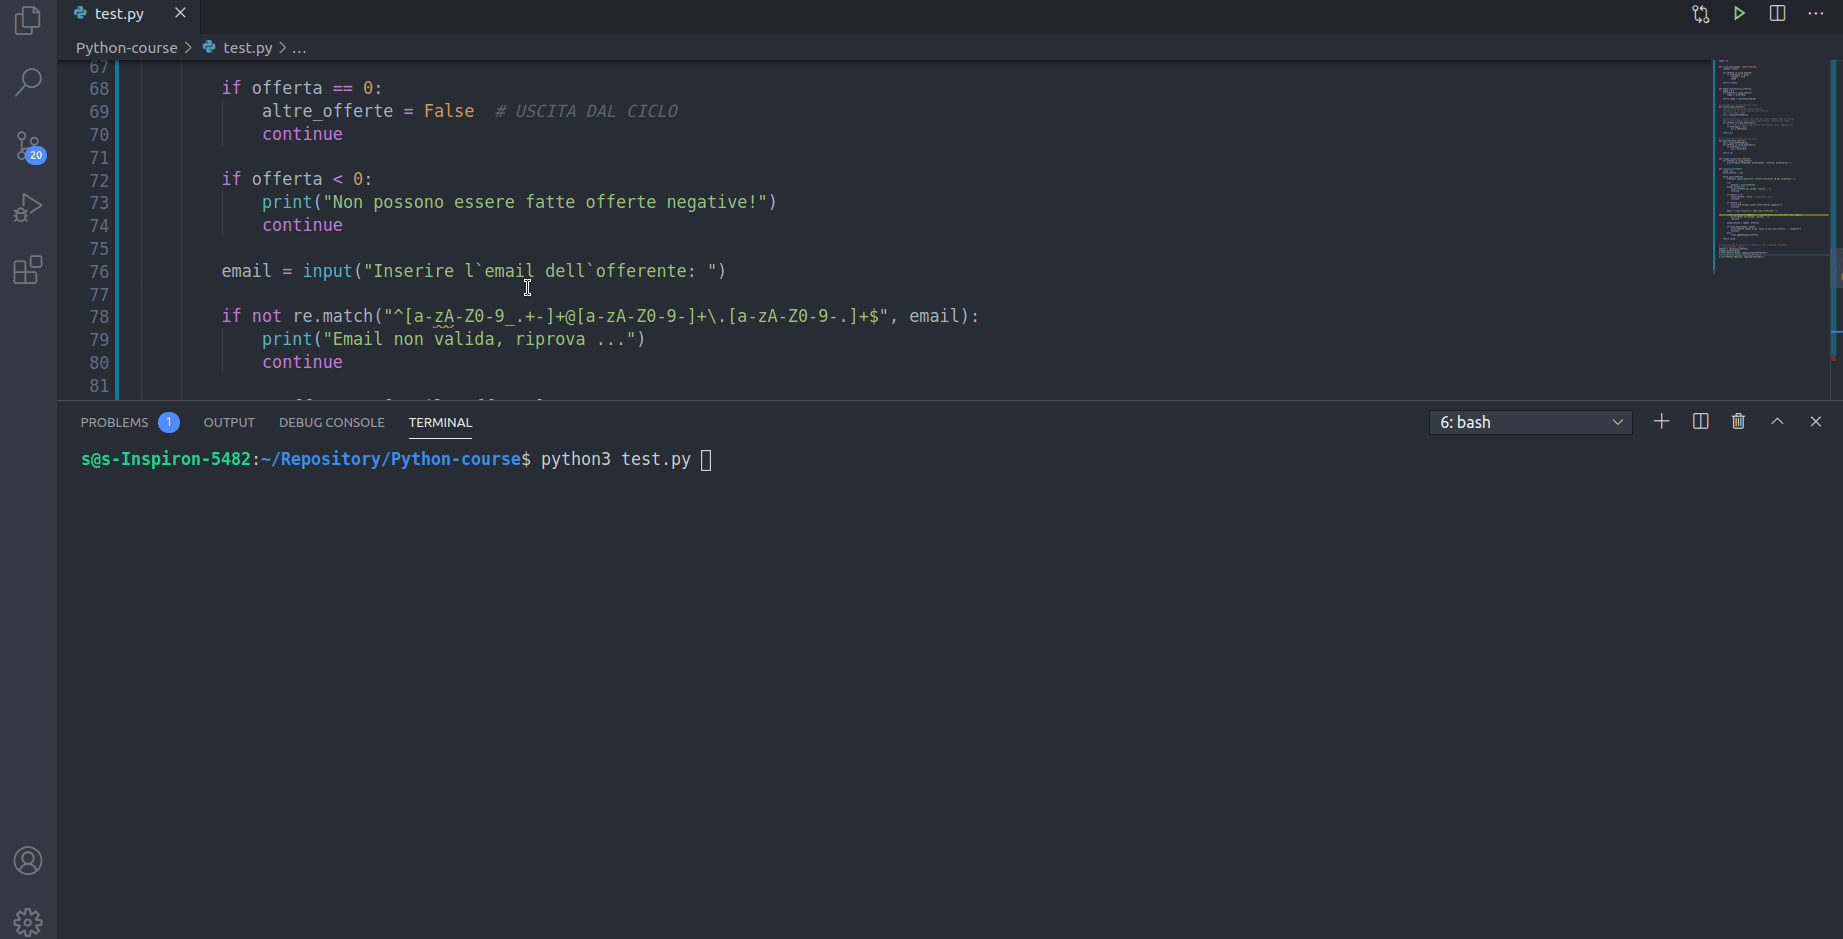 test.py
Python-course > test.py > ...
67
68 if offerta == 0:
69 altre_offerte = False # USCITA DAL CICLO
70 continue
71
72 if offerta < 0:
73 print("Non possono essere fatte offerte negative!")
74 continue
75
76 email = input("Inserire l`email dell`offerente: ")
77
78 if not re.match("^[a-zA-Z0-9_.+-]+@[a-zA-Z0-9-]+\.[a-zA-Z0-9-.]+$", email):
79 print("Email non valida, riprova ...")
80 continue
81
20
PROBLEMS 1 OUTPUT DEBUG CONSOLE TERMINAL 6: bash
s@s-Inspiron-5482:~/Repository/Python-course$ python3 test.py